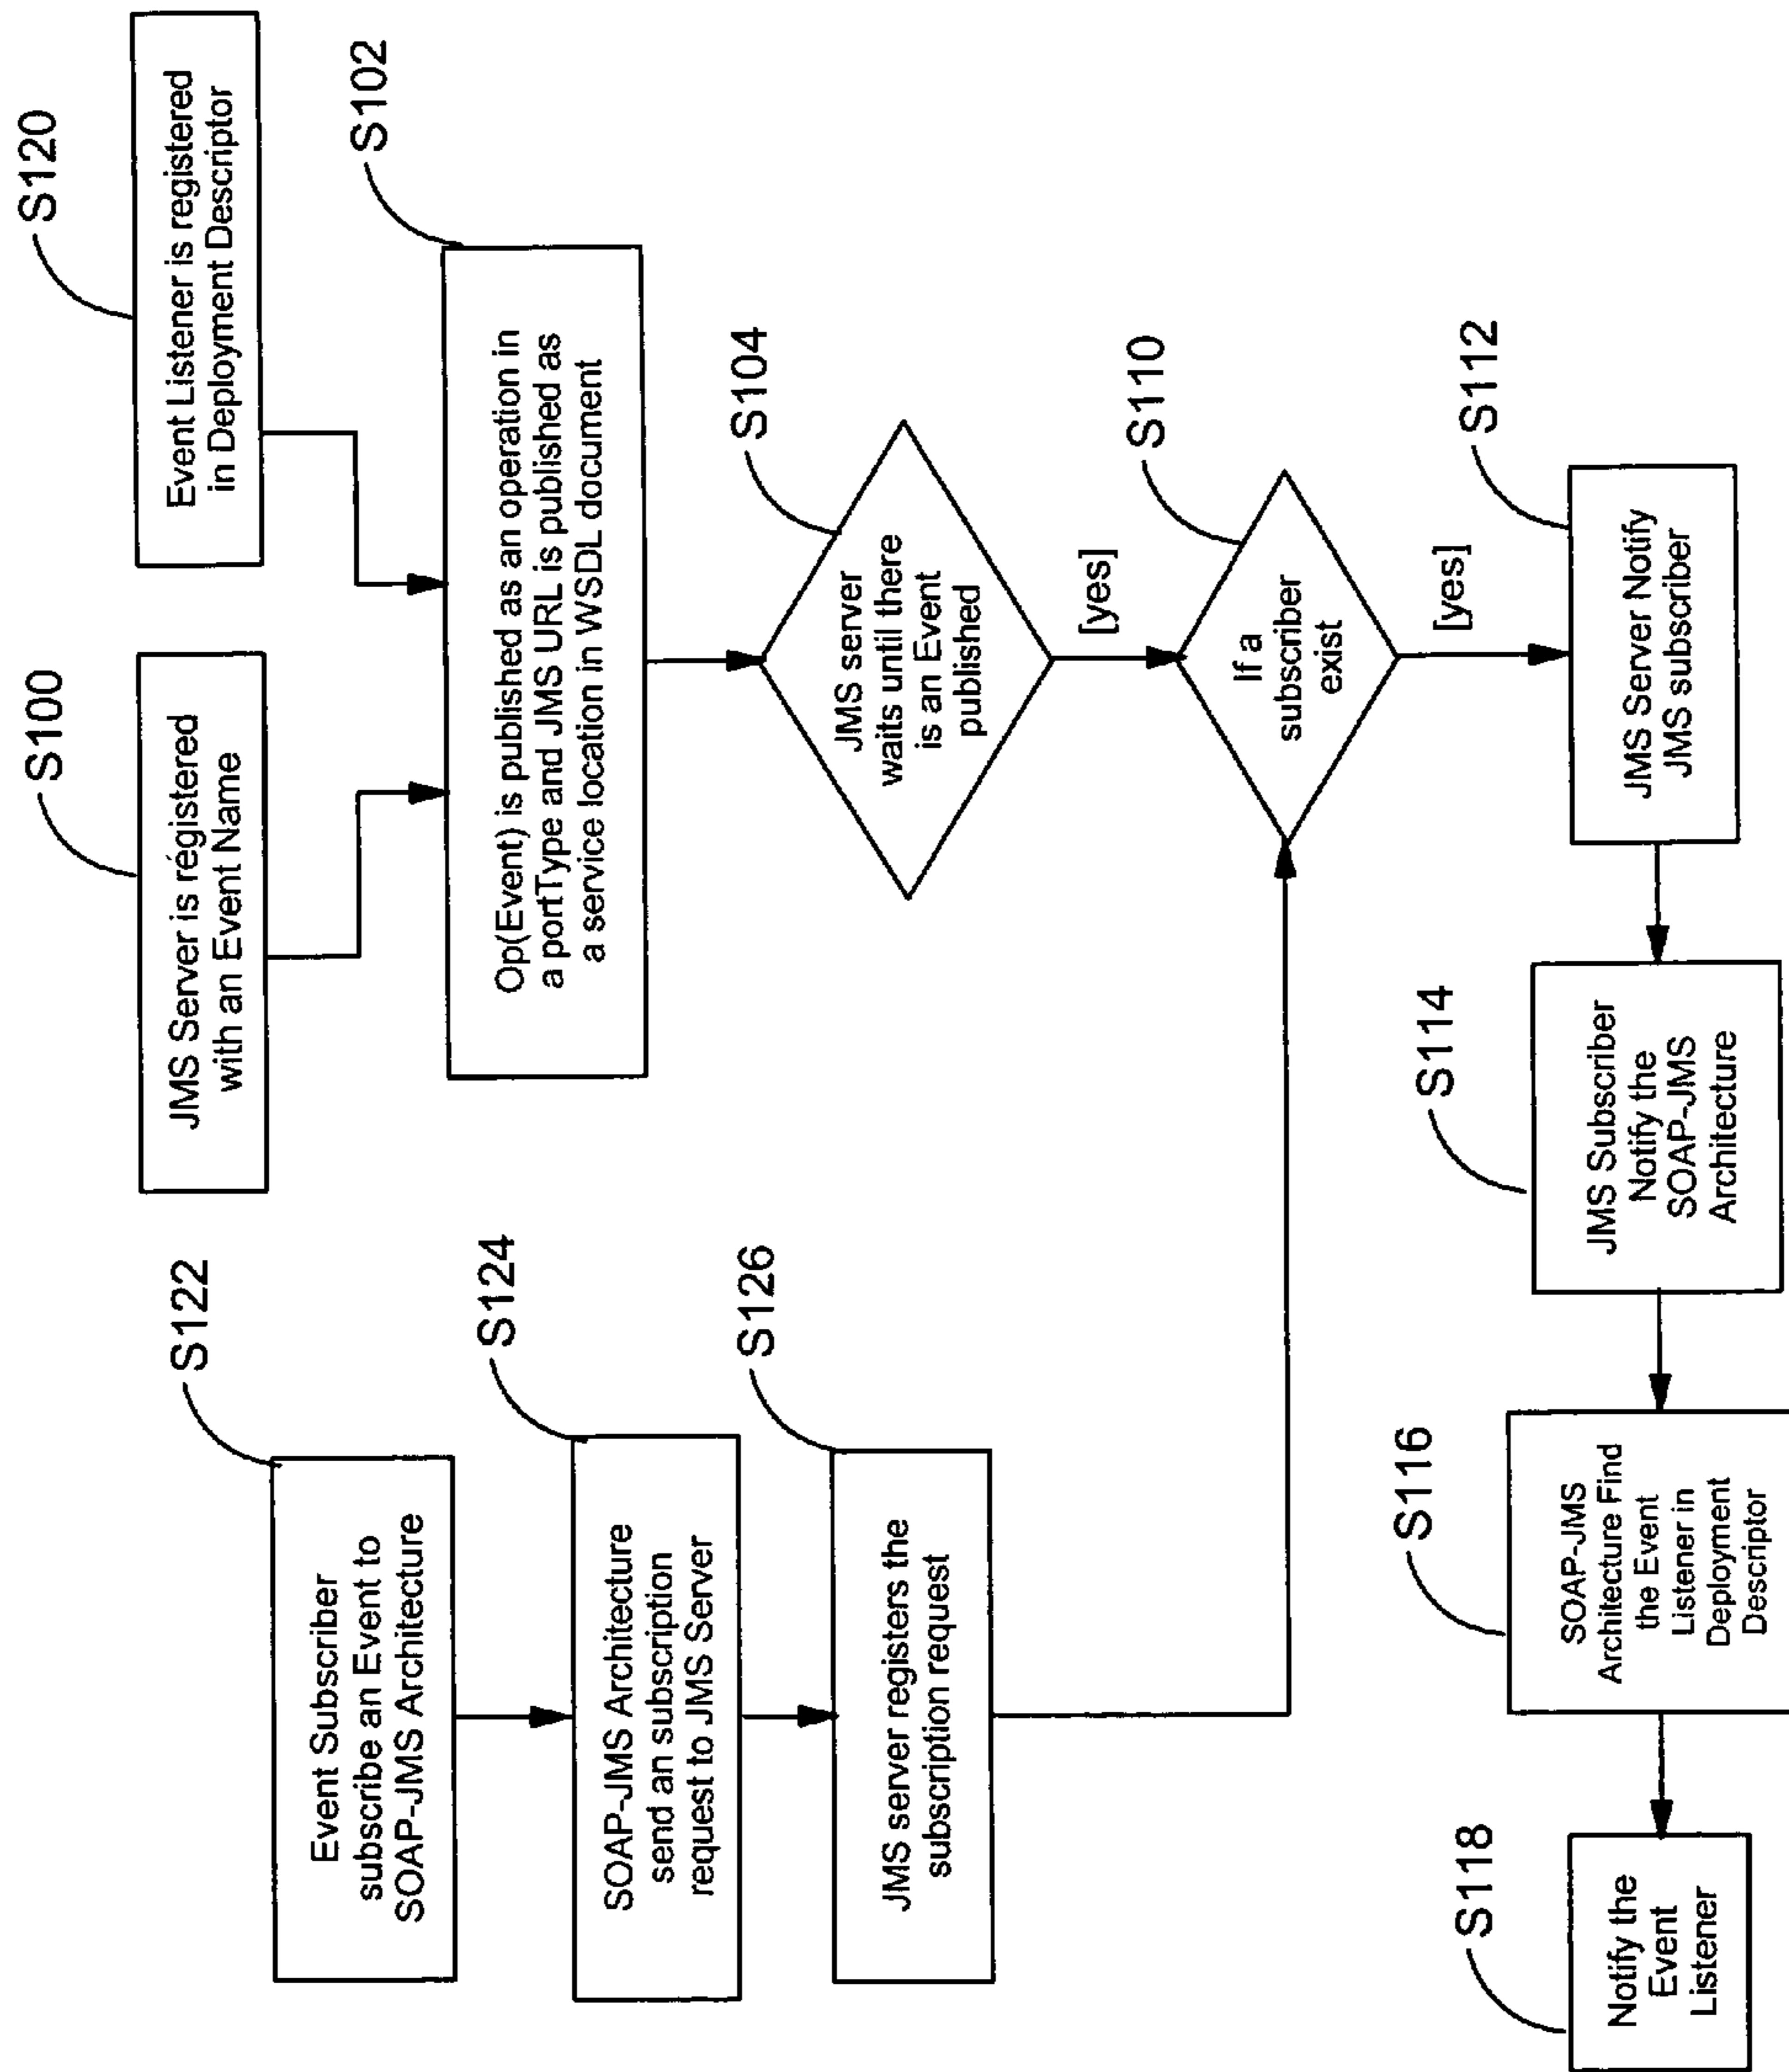 S120
Event Listener is registered
in Deployment Descriptor
S100
JMS Server is registered
with an Event Name
S102
Op(Event) is published as an operation in
a portType and JMS URL is published as
a service location in WSDL document
S104
JMS server
waits until there
is an Event
published
[yes]
S110
If a
subscriber
exist
[yes]
S122
Event Subscriber
subscribe an Event to
SOAP-JMS Architecture
S124
SOAP-JMS Architecture
send an subscription
request to JMS Server
S126
JMS server registers the
subscription request
S112
JMS Server Notify
JMS subscriber
S114
JMS Subscriber
Notify the
SOAP-JMS
Architecture
S116
SOAP-JMS
Architecture Find
the Event
Listener in
Deployment
Descriptor
S118
Notify the
Event
Listener